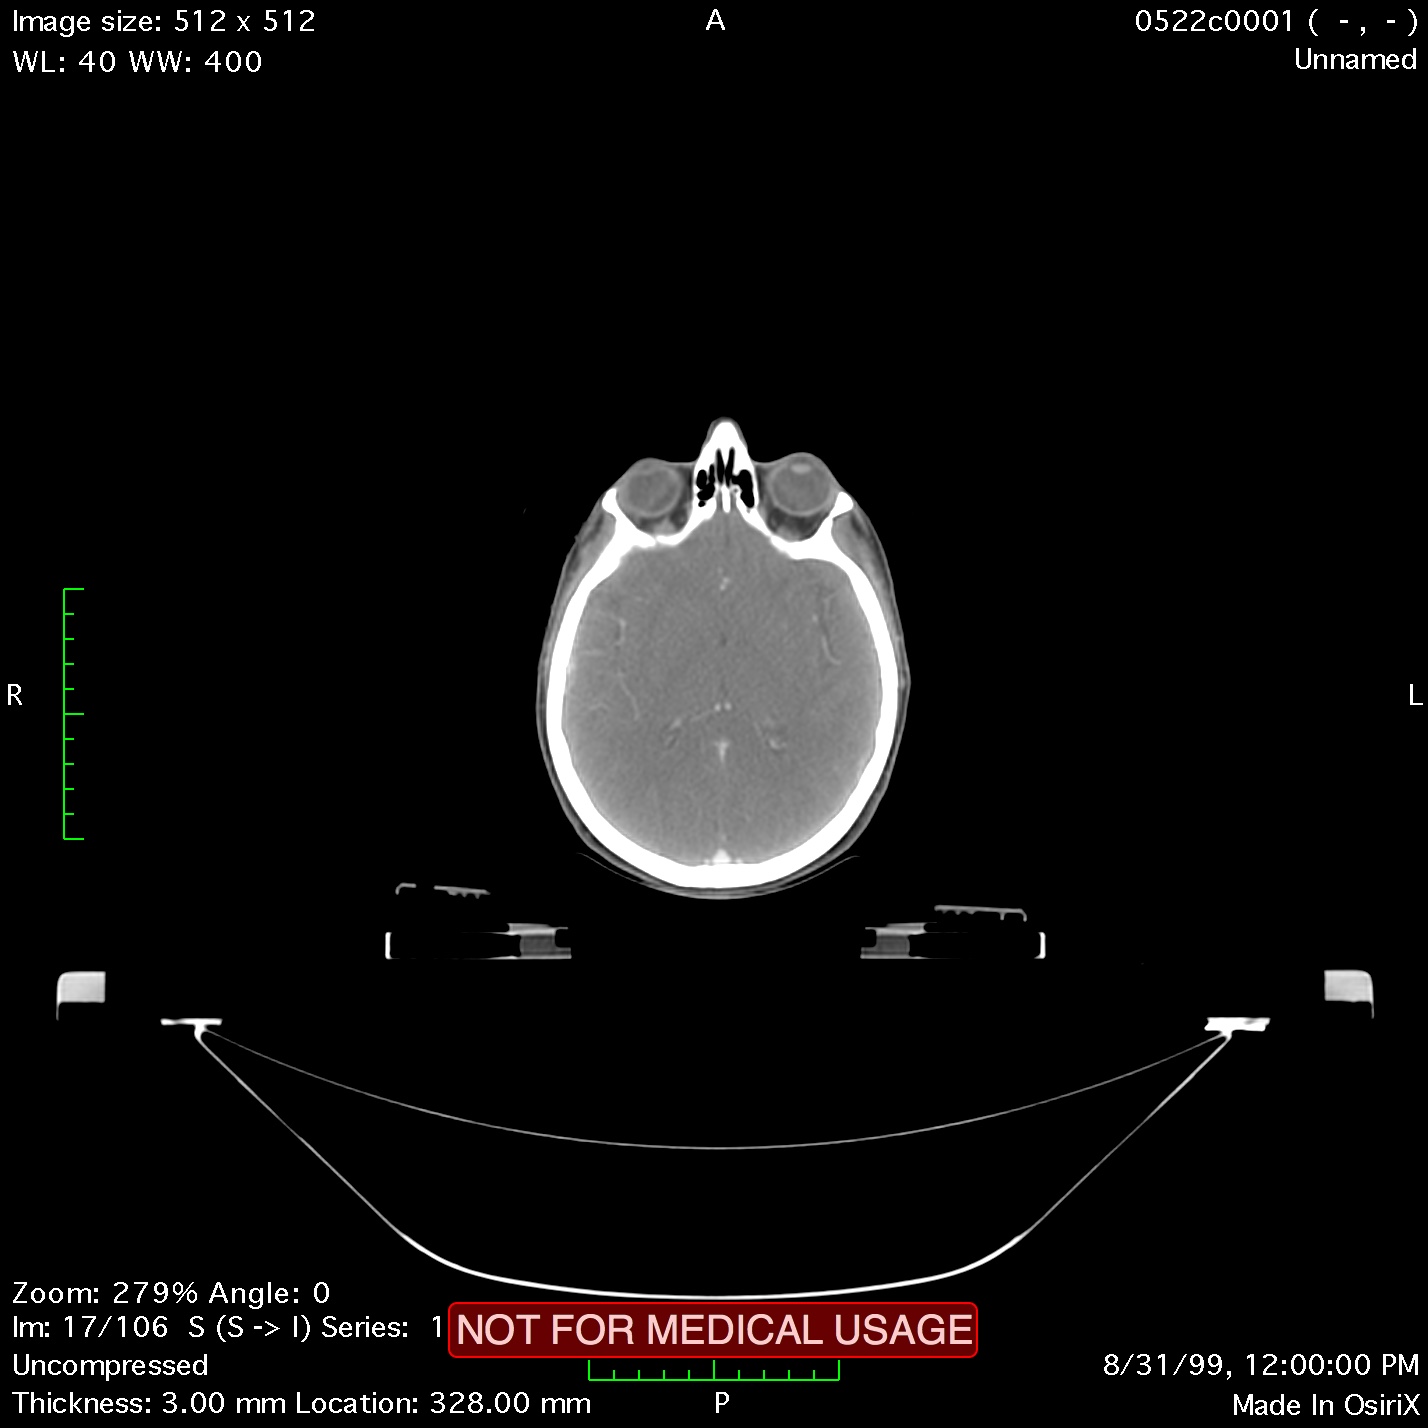 Image size: 512 x 512
WL: 40 WW: 400
A
0522c0001 ( -, -)
Unnamed
R
L
Zoom: 279% Angle: 0
Im: 17/106 S (S -> I) Series: 1
Uncompressed
Thickness: 3.00 mm Location: 328.00 mm
NOT FOR MEDICAL USAGE
P
8/31/99, 12:00:00 PM
Made In OsiriX